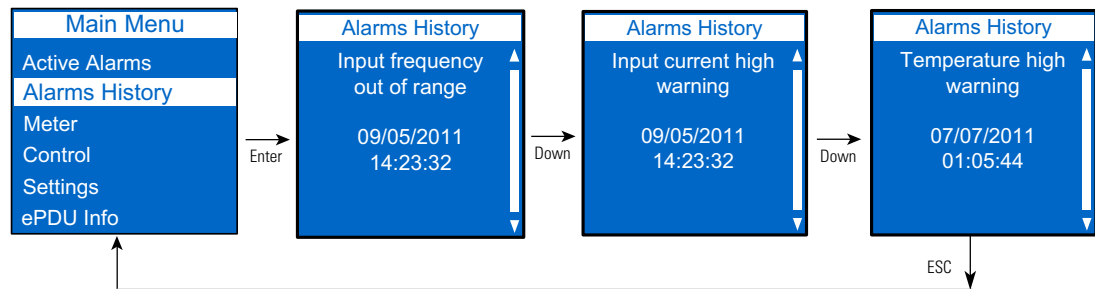 Main Menu
Active Alarms
Alarms History
Meter
Control
Settings
ePDU Info
Enter
Alarms History
Input frequency
out of range
09/05/2011
14:23:32
Down
Alarms History
Input current high
warning
09/05/2011
14:23:32
Down
Alarms History
Temperature high
warning
07/07/2011
01:05:44
ESC